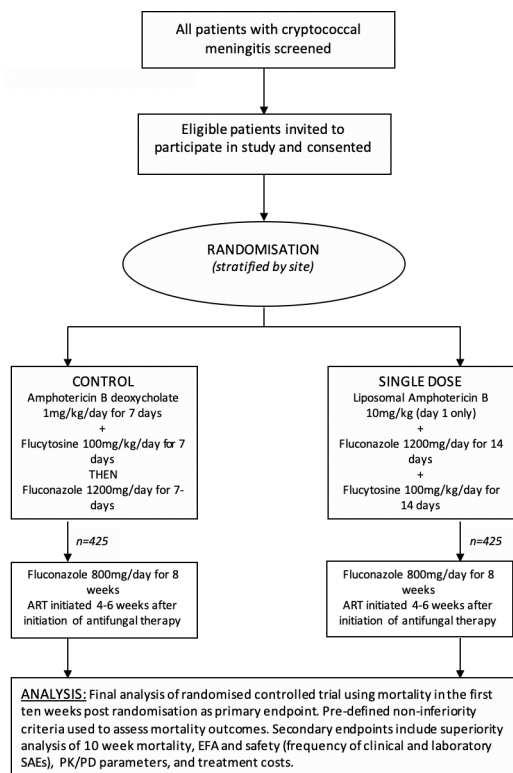 All patients with cryptococcal
meningitis screened
Eligible patients invited to
participate in study and consented
RANDOMISATION
(stratified by site)
CONTROL
Amphotericin B deoxycholate
1mg/kg/day for 7 days
+
Flucytosine 100mg/kg/day for 7
days
THEN
Fluconazole 1200mg/day for 7-
days
SINGLE DOSE
Liposomal Amphotericin B
10mg/kg (day 1 only)
+
Fluconazole 1200mg/day for 14
days
+
Flucytosine 100mg/kg/day for
14 days
n=425
n=425
Fluconazole 800mg/day for 8
weeks
ART initiated 4-6 weeks after
initiation of antifungal therapy
Fluconazole 800mg/day for 8
weeks
ART initiated 4-6 weeks after
initiation of antifungal therapy
ANALYSIS: Final analysis of randomised controlled trial using mortality in the first
ten weeks post randomisation as primary endpoint. Pre-defined non-inferiority
criteria used to assess mortality outcomes. Secondary endpoints include superiority
analysis of 10 week mortality, EFA and safety (frequency of clinical and laboratory
SAEs), PK/PD parameters, and treatment costs.